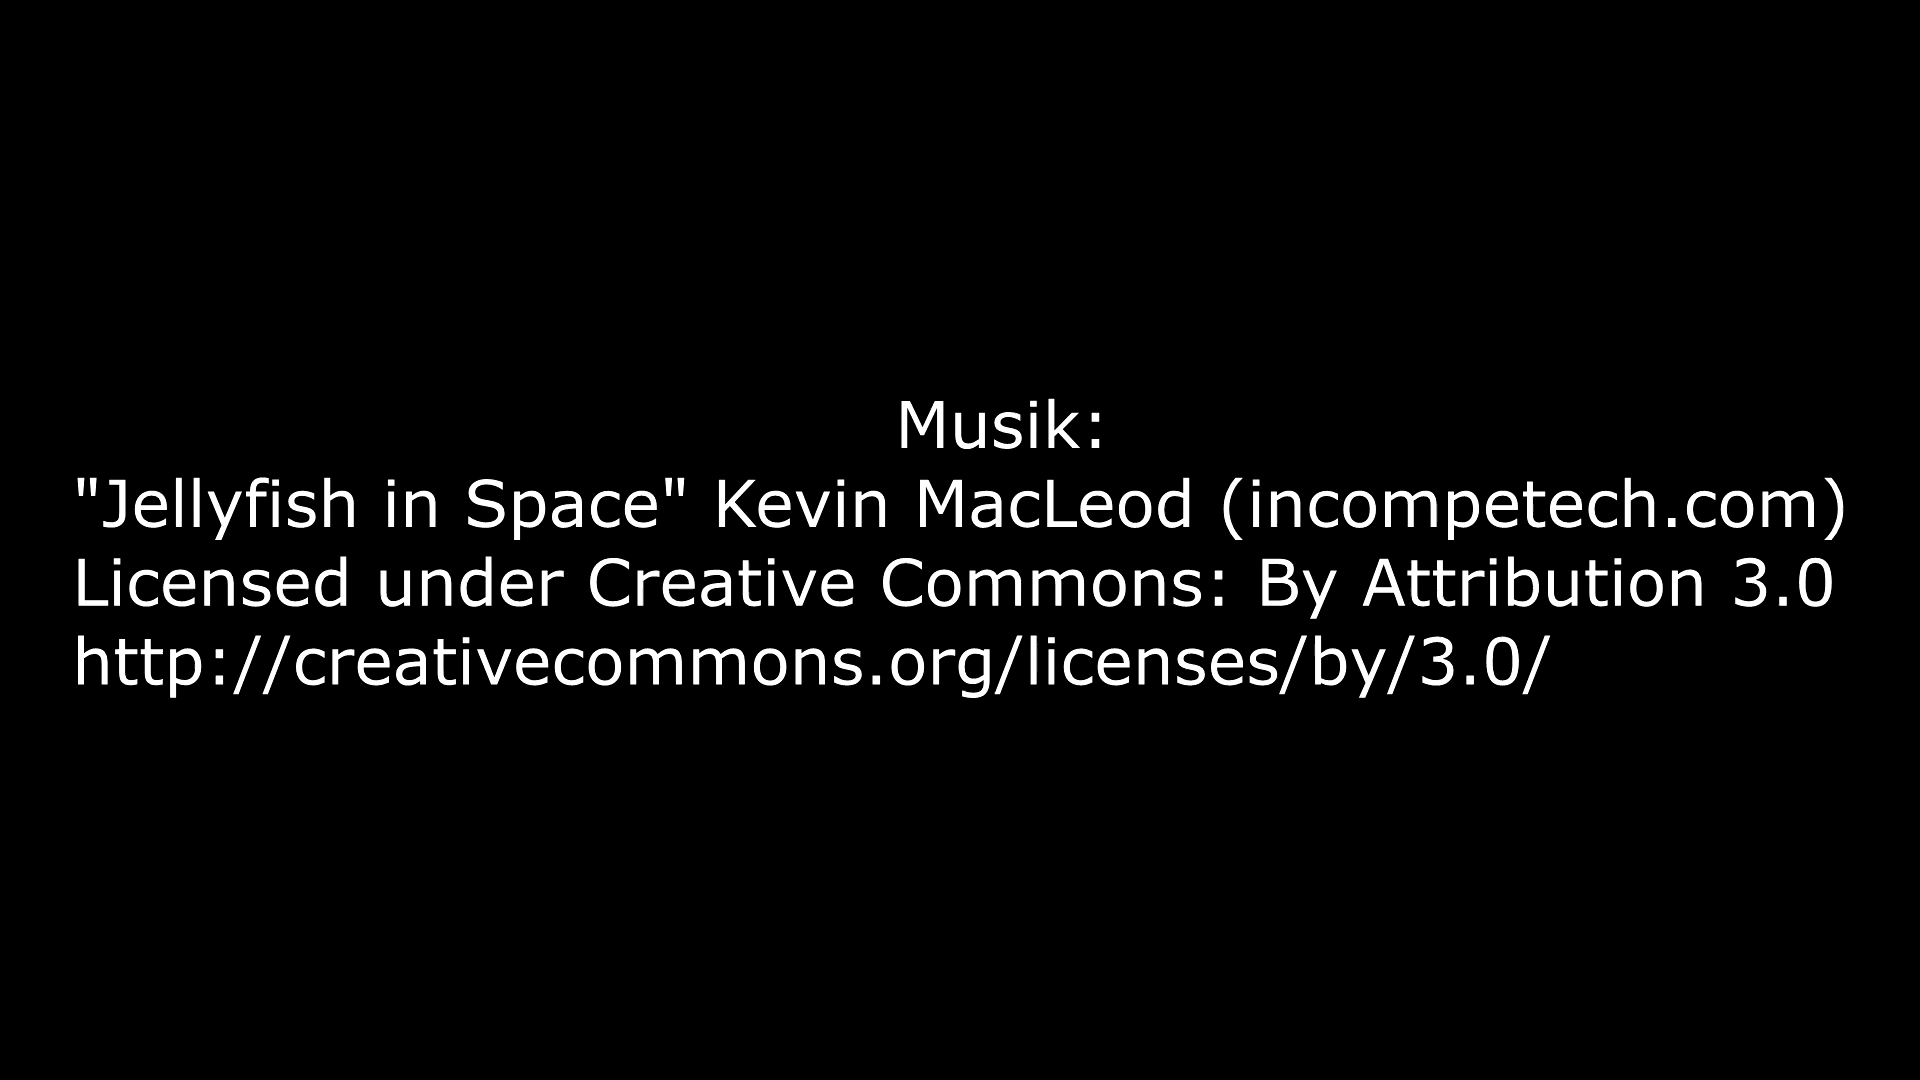 Musik:
"Jellyfish in Space" Kevin MacLeod (incompetech.com)
Licensed under Creative Commons: By Attribution 3.0
http://creativecommons.org/licenses/by/3.0/